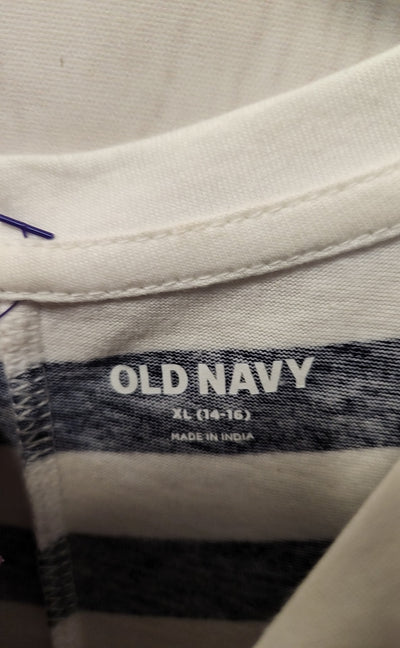 OLD NAVY
XL (14-16)
MADE IN INDIA